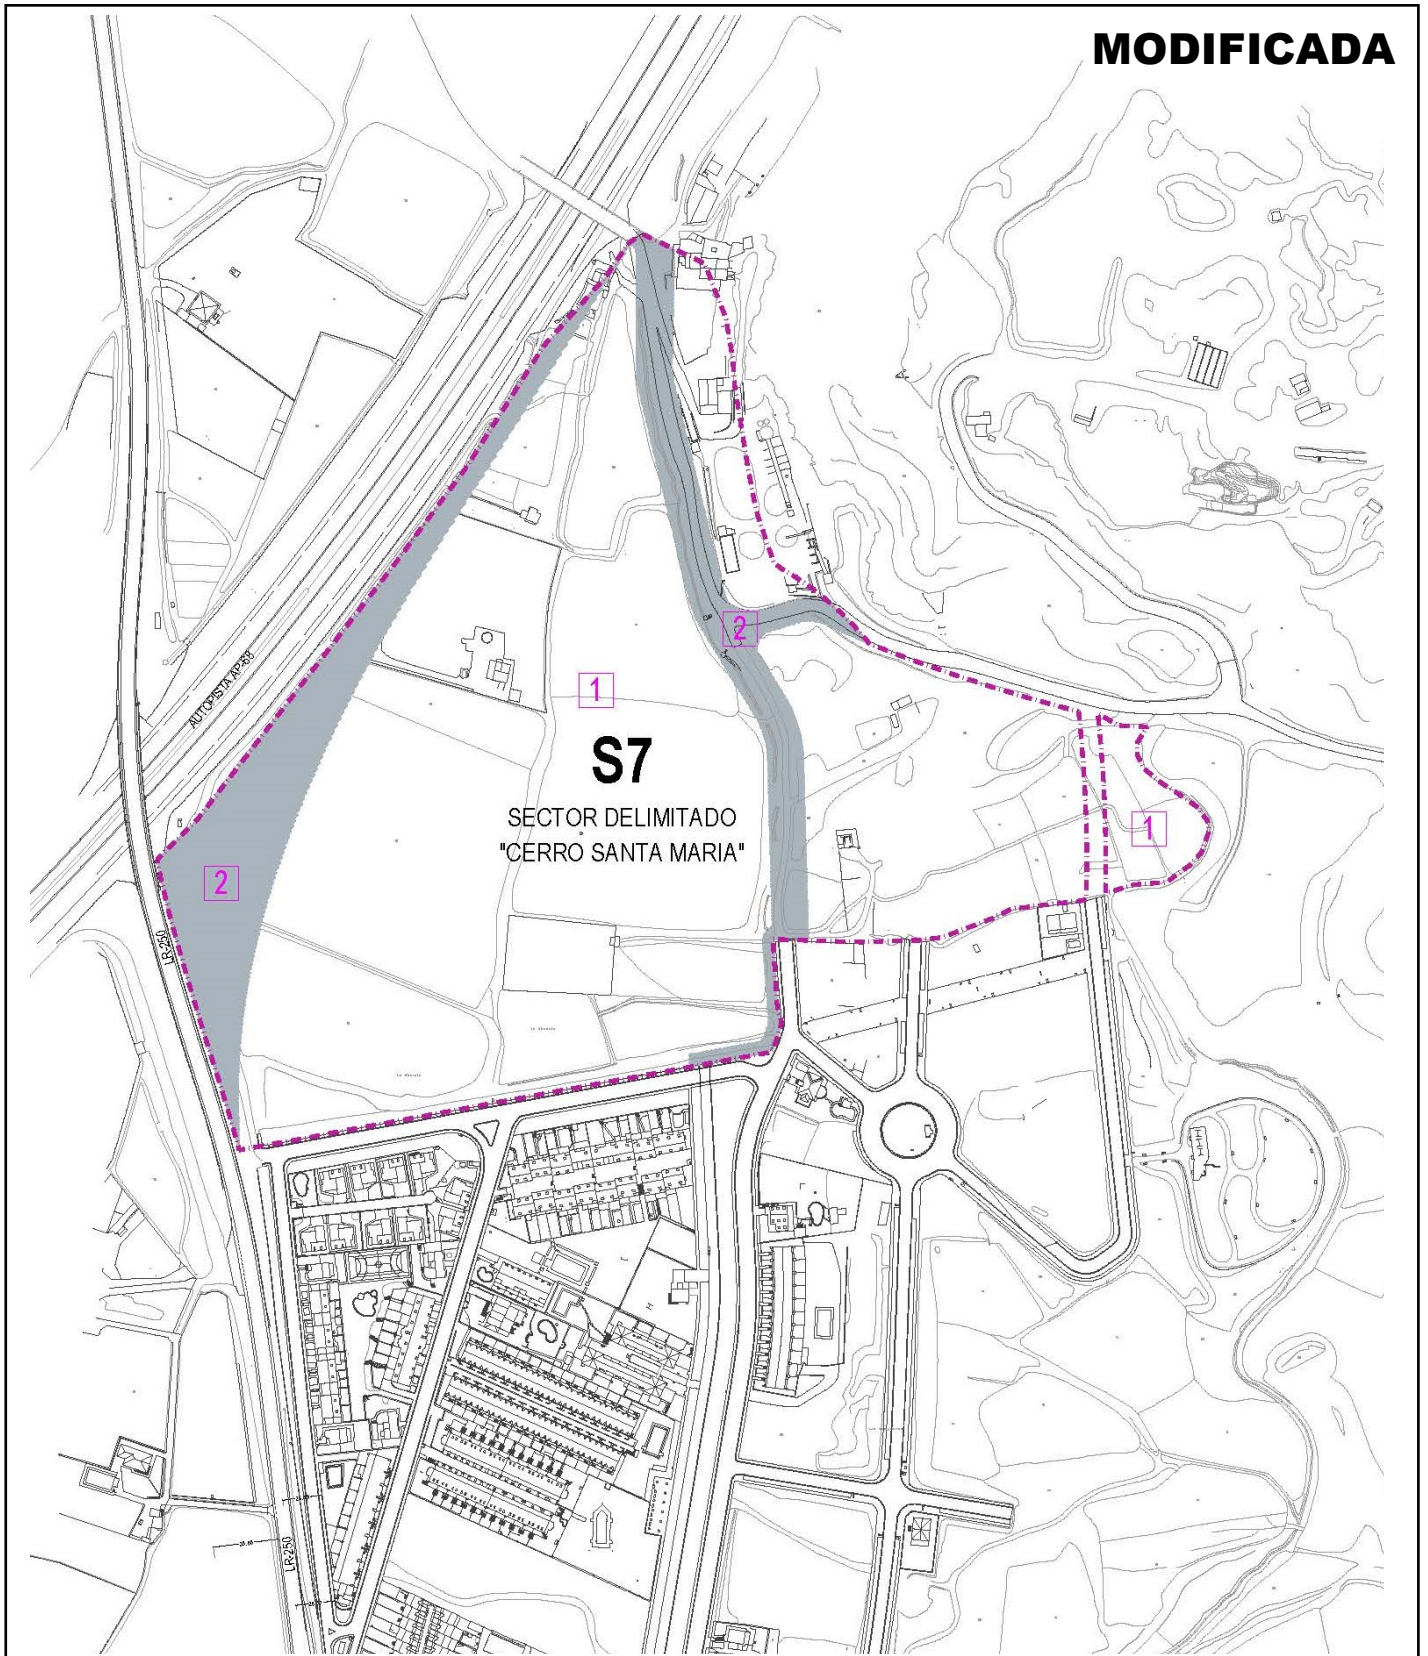 MODIFICADA
AUTOPISTA AP-68
2
1
S7
SECTOR DELIMITADO
"CERRO SANTA MARIA"
1
2
LR-250
LR-250